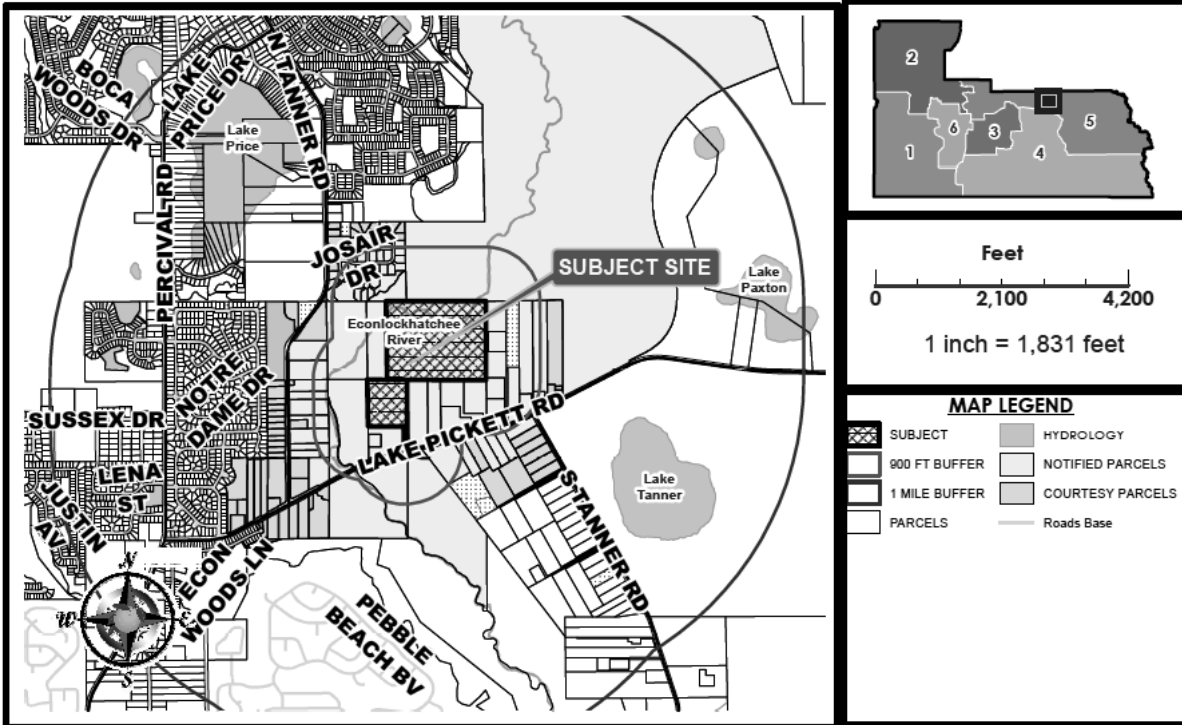 BOCA
WOODS DR
LAKE
PRICE DR
N TANNER RD
Lake
Price
PERCIVAL RD
JOSAIR
DR
SUBJECT SITE
Lake
Paxton
Econlockhatchee
River
NOTRE
DAME DR
SUSSEX DR
LAKE PICKETT RD
LENA
ST
JUSTIN
AV
Lake
Tanner
S TANNER RD
ECON
WOODS LN
PEBBLE
BEACH BV
N
W
E
S
2
6
3
5
1
4
Feet
0 2,100 4,200
1 inch = 1,831 feet
MAP LEGEND
SUBJECT
HYDROLOGY
900 FT BUFFER
NOTIFIED PARCELS
1 MILE BUFFER
COURTESY PARCELS
PARCELS
Roads Base